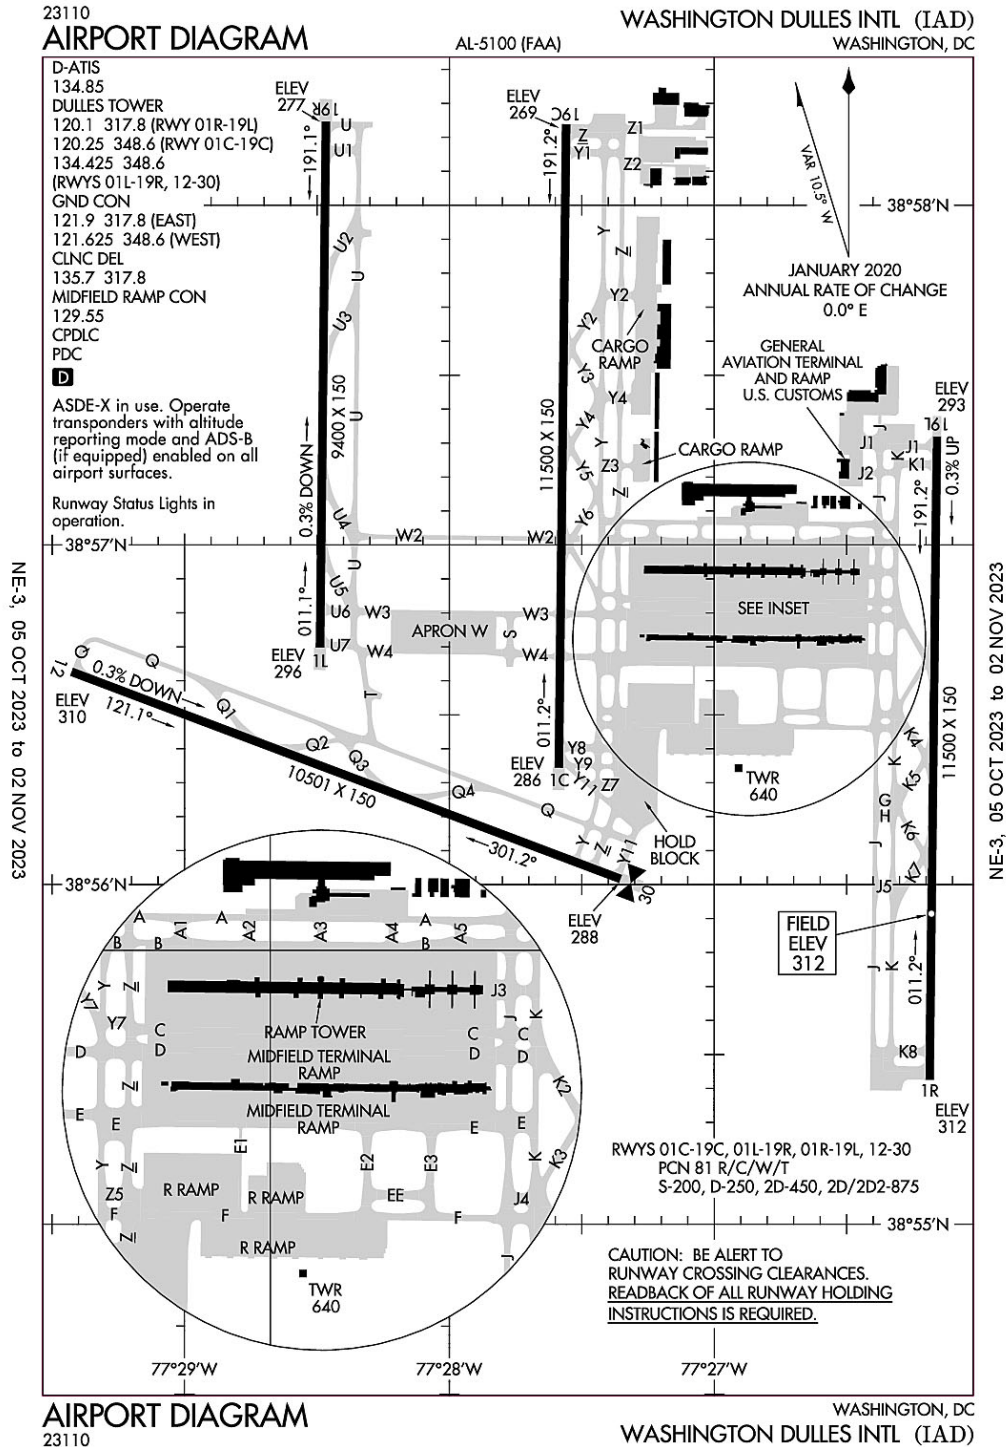 23110
AIRPORT DIAGRAM
AL-5100 (FAA)
WASHINGTON DULLES INTL (IAD)
WASHINGTON, DC
D-ATIS
134.85
DULLES TOWER
120.1 317.8 (RWY 01R-19L)
120.25 348.6 (RWY 01C-19C)
134.425 348.6
(RWYS 01L-19R, 12-30)
GND CON
121.9 317.8 (EAST)
121.625 348.6 (WEST)
CLNC DEL
135.7 317.8
MIDFIELD RAMP CON
129.55
CPDLC
PDC
D
ASDE-X in use. Operate
transponders with altitude
reporting mode and ADS-B
(if equipped) enabled on all
airport surfaces.
Runway Status Lights in
operation.
ELEV
277
19R
U
U1
191.1°
U2
U
U3
9400 X 150
U
0.3% DOWN
U4
U
U5
U6
U7
011.1°
1L
ELEV
296
W2
W2
W3
W3
W4
W4
APRON W
S
T
ELEV
269
19C
191.2°
Z
Y1
Z1
Z2
Y
Z
Y2
Y2
CARGO
RAMP
Y3
Y4
Y4
Y
Y5
Z3
Z
Y6
CARGO RAMP
11500 X 150
011.2°
ELEV
286
1C
Y8
Y9
Y11
Z7
VAR 10.5° W
JANUARY 2020
ANNUAL RATE OF CHANGE
0.0° E
38°58'N
GENERAL
AVIATION TERMINAL
AND RAMP
U.S. CUSTOMS
ELEV
293
19L
J
J1
J1
K
K1
J2
J
0.3% UP
191.2°
38°57'N
SEE INSET
TWR
640
K4
K
K5
G
H
K6
J
K7
J5
11500 X 150
Q
Q
12
0.3% DOWN
ELEV
310
121.1°
Q1
Q2
Q3
10501 X 150
Q4
Q
301.2°
Y
Z
Y11
HOLD
BLOCK
30
ELEV
288
38°56'N
FIELD
ELEV
312
J
K
011.2°
K8
1R
ELEV
312
A
A
A
B
B
B
A1
A2
A3
A4
A5
Y
Z
Y7
Y7
J3
J
K
RAMP TOWER
C
D
D
C
D
C
D
MIDFIELD TERMINAL
RAMP
Z
K2
MIDFIELD TERMINAL
RAMP
E
E
E
E
E1
E2
E3
Y
Z
K
K3
Z5
F
R RAMP
R RAMP
EE
J4
F
F
Z
R RAMP
J
TWR
640
RWYS 01C-19C, 01L-19R, 01R-19L, 12-30
PCN 81 R/C/W/T
S-200, D-250, 2D-450, 2D/2D2-875
38°55'N
CAUTION: BE ALERT TO
RUNWAY CROSSING CLEARANCES.
READBACK OF ALL RUNWAY HOLDING
INSTRUCTIONS IS REQUIRED.
77°29'W
77°28'W
77°27'W
NE-3, 05 OCT 2023 to 02 NOV 2023
NE-3, 05 OCT 2023 to 02 NOV 2023
AIRPORT DIAGRAM
23110
WASHINGTON, DC
WASHINGTON DULLES INTL (IAD)